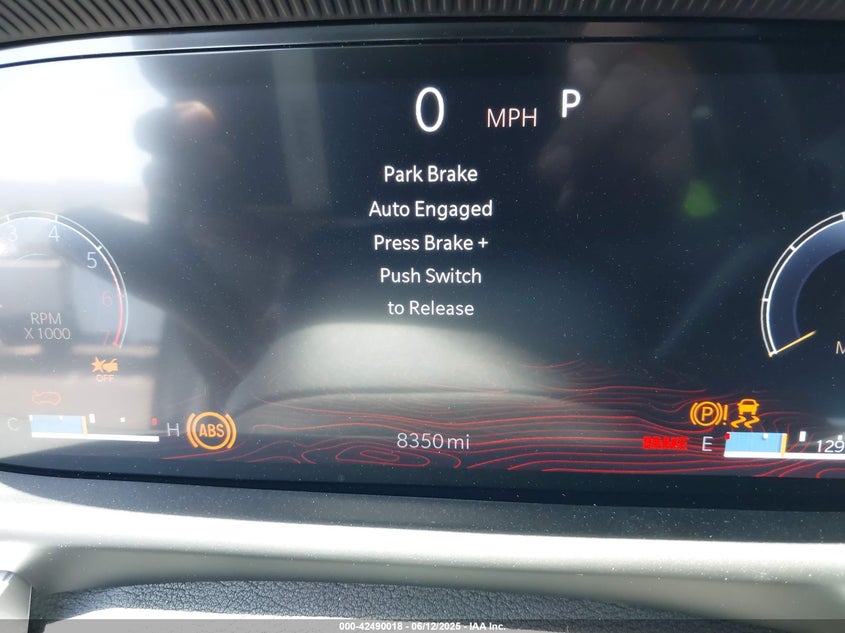 0 MPH P
Park Brake
Auto Engaged
Press Brake +
Push Switch
to Release
3 4 5 6 7
RPM
X 1000
OFF
C H
ABS
8350 mi
P !
BRAKE
E
129
M
000-42490018 - 06/12/2025 - IAA Inc.